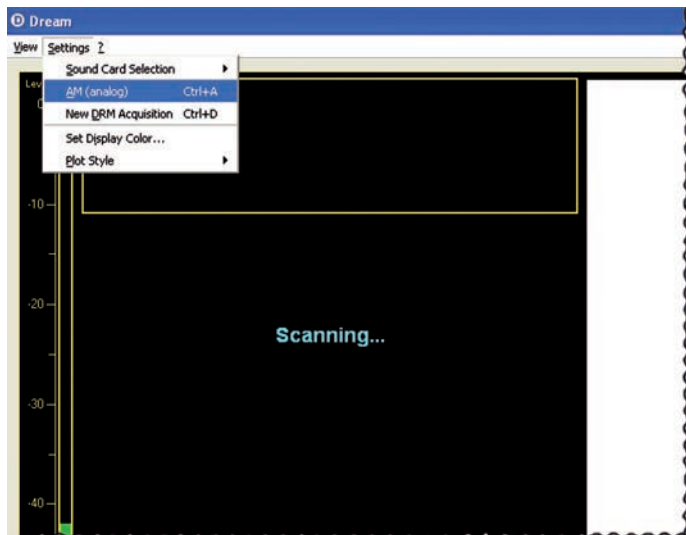 Dream
View Settings ?
Sound Card Selection
AM (analog) Ctrl+A
New DRM Acquisition Ctrl+D
Set Display Color...
Plot Style
-10
-20
Scanning...
-30
-40